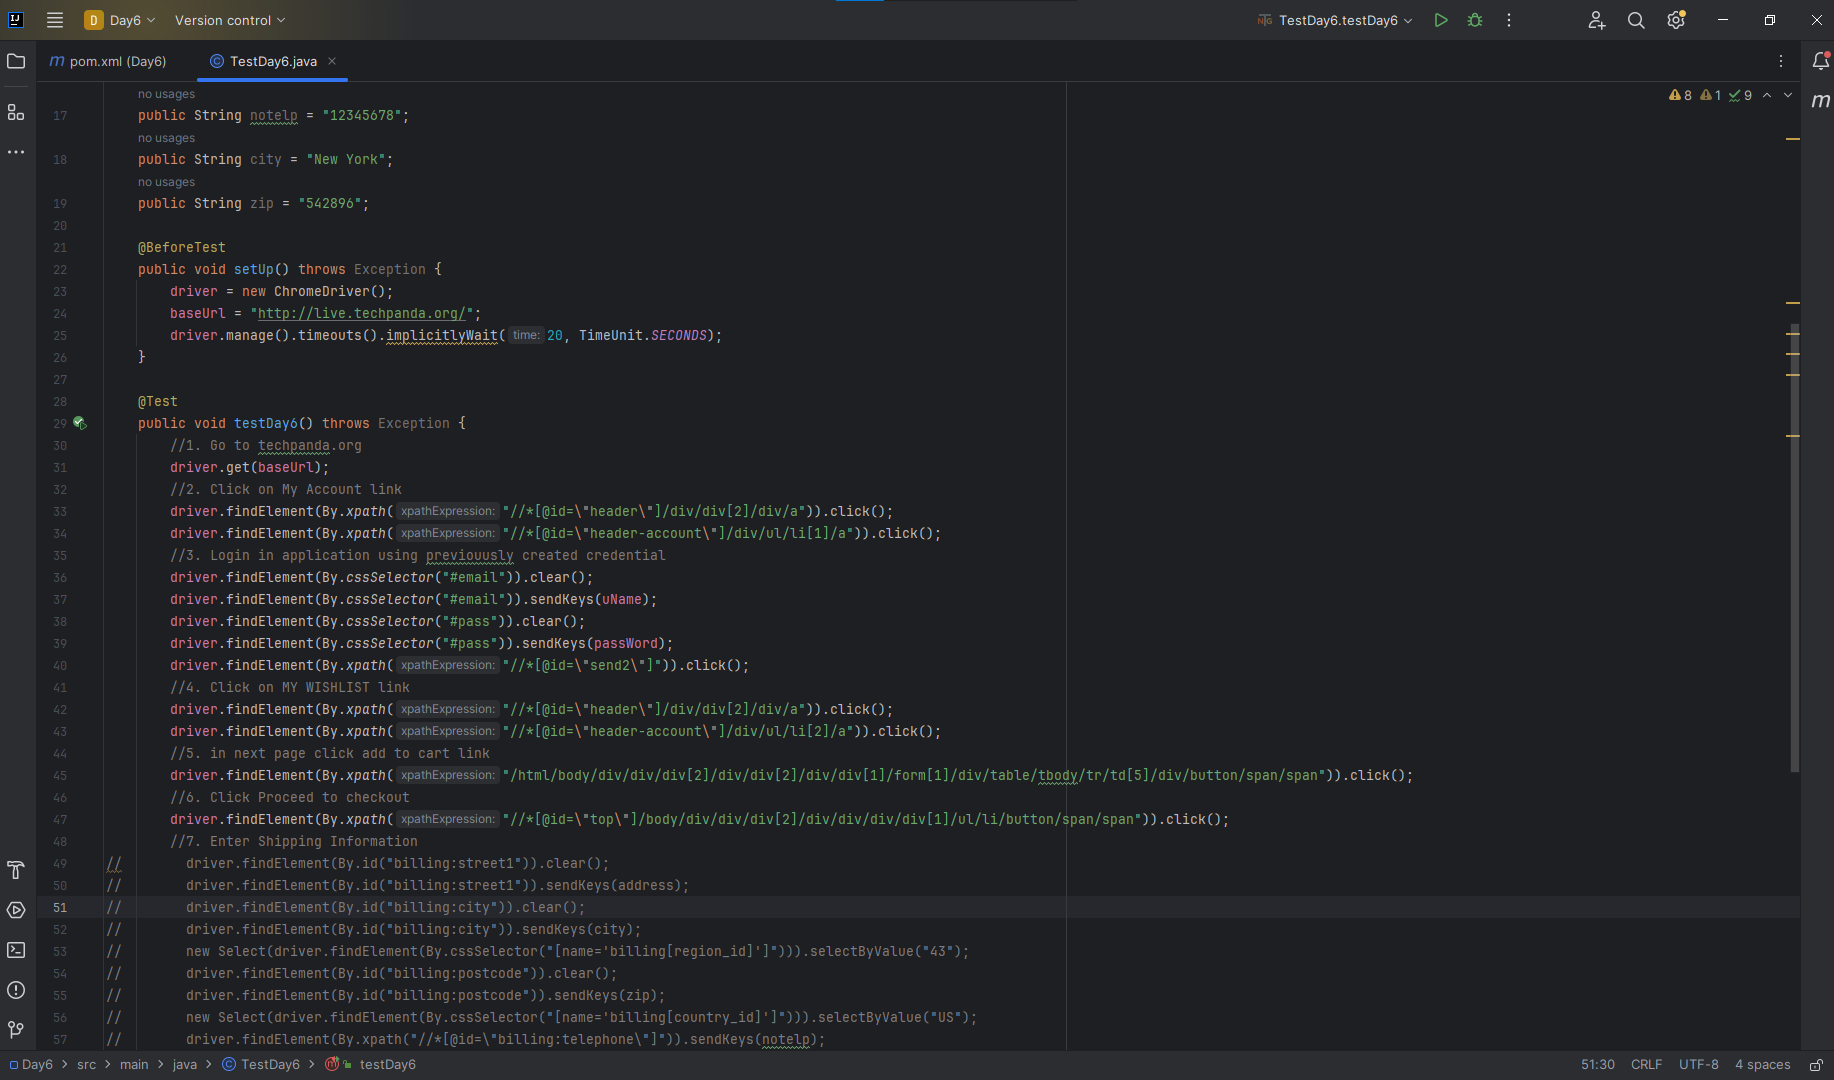 IJ
D Day6 Version control TestDay6.testDay6
m pom.xml (Day6) C TestDay6.java
8 1 9
m
no usages
17 public String notelp = "12345678";
no usages
18 public String city = "New York";
no usages
19 public String zip = "542896";
20
21 @BeforeTest
22 public void setUp() throws Exception {
23 driver = new ChromeDriver();
24 baseUrl = "http://live.techpanda.org/";
25 driver.manage().timeouts().implicitlyWait( time: 20, TimeUnit.SECONDS);
26 }
27
28 @Test
29 public void testDay6() throws Exception {
30 //1. Go to techpanda.org
31 driver.get(baseUrl);
32 //2. Click on My Account link
33 driver.findElement(By.xpath( xpathExpression: "//*[@id=\"header\"]/div/div[2]/div/a")).click();
34 driver.findElement(By.xpath( xpathExpression: "//*[@id=\"header-account\"]/div/ul/li[1]/a")).click();
35 //3. Login in application using previouusly created credential
36 driver.findElement(By.cssSelector("#email")).clear();
37 driver.findElement(By.cssSelector("#email")).sendKeys(uName);
38 driver.findElement(By.cssSelector("#pass")).clear();
39 driver.findElement(By.cssSelector("#pass")).sendKeys(passWord);
40 driver.findElement(By.xpath( xpathExpression: "//*[@id=\"send2\"]")).click();
41 //4. Click on MY WISHLIST link
42 driver.findElement(By.xpath( xpathExpression: "//*[@id=\"header\"]/div/div[2]/div/a")).click();
43 driver.findElement(By.xpath( xpathExpression: "//*[@id=\"header-account\"]/div/ul/li[2]/a")).click();
44 //5. in next page click add to cart link
45 driver.findElement(By.xpath( xpathExpression: "/html/body/div/div/div[2]/div/div[2]/div/div[1]/form[1]/div/table/tbody/tr/td[5]/div/button/span/span")).click();
46 //6. Click Proceed to checkout
47 driver.findElement(By.xpath( xpathExpression: "//*[@id=\"top\"]/body/div/div/div[2]/div/div/div/div[1]/ul/li/button/span/span")).click();
48 //7. Enter Shipping Information
49 // driver.findElement(By.id("billing:street1")).clear();
50 // driver.findElement(By.id("billing:street1")).sendKeys(address);
51 // driver.findElement(By.id("billing:city")).clear();
52 // driver.findElement(By.id("billing:city")).sendKeys(city);
53 // new Select(driver.findElement(By.cssSelector("[name='billing[region_id]']"))).selectByValue("43");
54 // driver.findElement(By.id("billing:postcode")).clear();
55 // driver.findElement(By.id("billing:postcode")).sendKeys(zip);
56 // new Select(driver.findElement(By.cssSelector("[name='billing[country_id]']"))).selectByValue("US");
57 // driver.findElement(By.xpath("//*[@id=\"billing:telephone\"]")).sendKeys(notelp);
Day6 > src > main > java > C TestDay6 > m testDay6 51:30 CRLF UTF-8 4 spaces